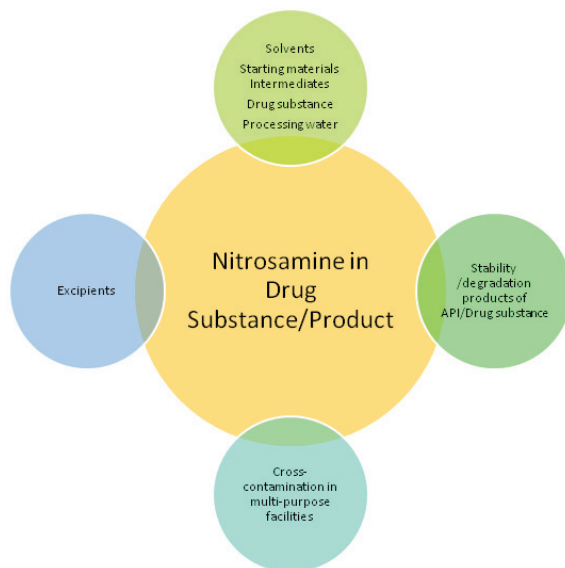 Solvents
Starting materials
Intermediates
Drug substance
Processing water
Excipients
Nitrosamine in
Drug
Substance/Product
Stability
/degradation
products of
API/Drug substance
Cross-
contamination in
multi-purpose
facilities